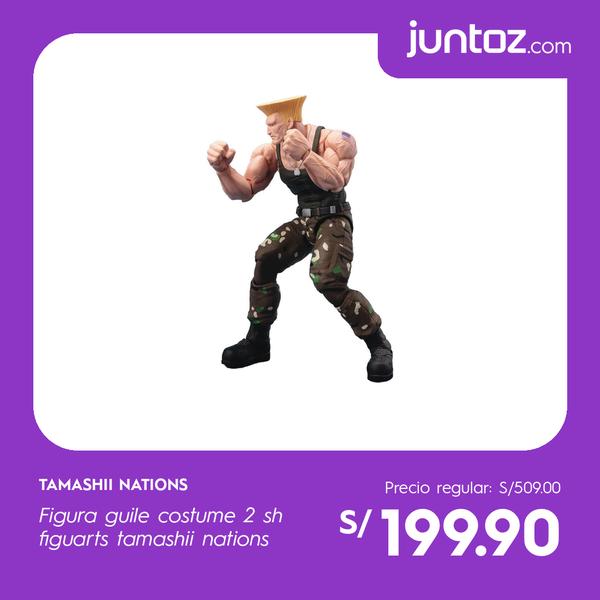 juntoz.com
TAMASHII NATIONS
Figura guile costume 2 sh
figuarts tamashii nations
Precio regular: S/509.00
S/199.90